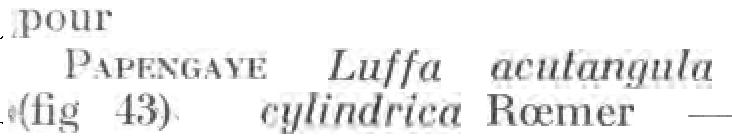 pour
PAPENGAYE Luffa acutangula
(fig 43). cylindrica Rœmer —